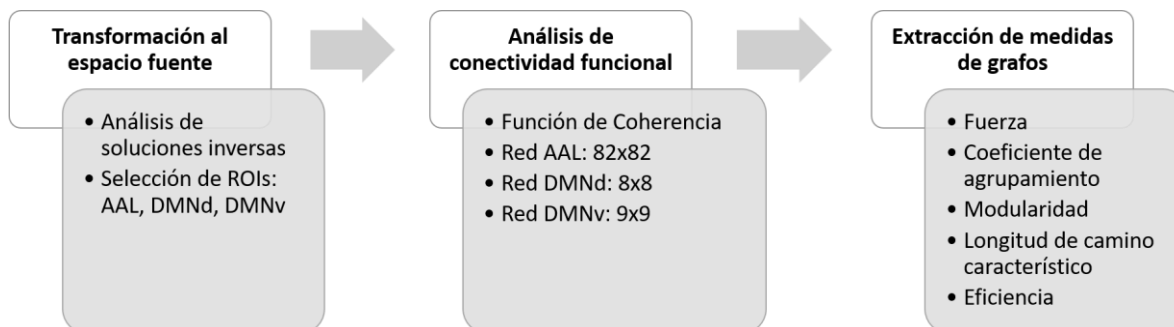 Transformación al
espacio fuente
• Análisis de
soluciones inversas
• Selección de ROIs:
AAL, DMNd, DMNv
Análisis de
conectividad funcional
• Función de Coherencia
• Red AAL: 82x82
• Red DMNd: 8x8
• Red DMNv: 9x9
Extracción de medidas
de grafos
• Fuerza
• Coeficiente de
agrupamiento
• Modularidad
• Longitud de camino
característico
• Eficiencia